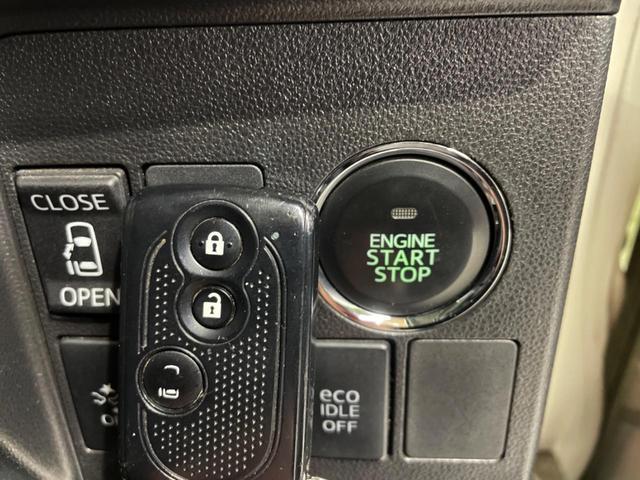 CLOSE
OPEN
ENGINE
START
STOP
eco
IDLE
OFF